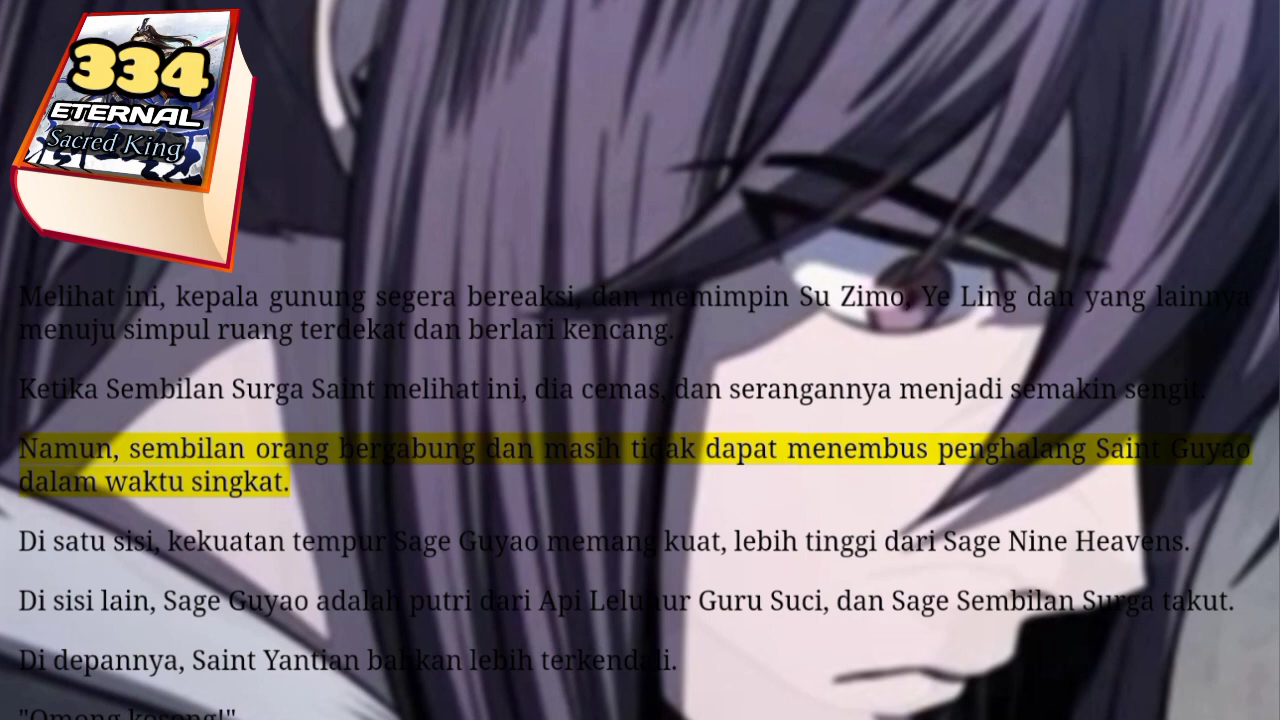 334
ETERNAL
Sacred King
Melihat ini, kepala gunung segera bereaksi, dan memimpin Su Zimo, Ye Ling dan yang lainnya
menuju simpul ruang terdekat dan berlari kencang.
Ketika Sembilan Surga Saint melihat ini, dia cemas, dan serangannya menjadi semakin sengit.
Namun, sembilan orang bergabung dan masih tidak dapat menembus penghalang Saint Guyao
dalam waktu singkat.
Di satu sisi, kekuatan tempur Sage Guyao memang kuat, lebih tinggi dari Sage Nine Heavens.
Di sisi lain, Sage Guyao adalah putri dari Api Leluhur Guru Suci, dan Sage Sembilan Surga takut.
Di depannya, Saint Yantian bahkan lebih terkendali.
"Omong kosong!"